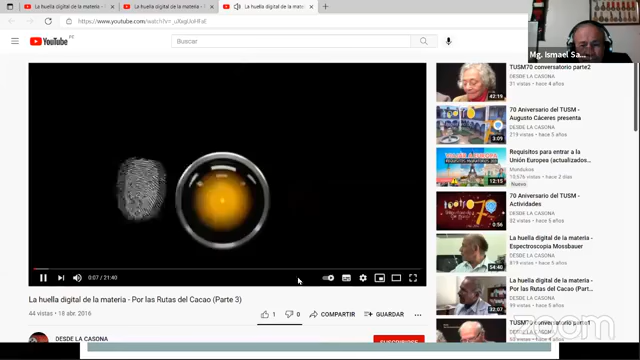 La huella digital de la materia -
La huella digital de la materia -
La huella digital de la mate
https://www.youtube.com/watch?v=
YouTube PE
Buscar
Mg. Ismael Sa...
TUSM70 conversatorio parte2
DESDE LA CASONA
31 vistas • hace 4 años
42:19
70 Aniversario del TUSM -
Augusto Cáceres presenta
DESDE LA CASONA
219 vistas • hace 5 años
3:09
Requisitos para entrar a la
Unión Europea (actualizados...
Mundukos
10,576 vistas • hace 2 días
Nuevo
12:15
70 Aniversario del TUSM -
Actividades
DESDE LA CASONA
32 vistas • hace 5 años
0:56
La huella digital de la materia -
Espectroscopia Mossbauer
DESDE LA CASONA
819 vistas • hace 5 años
54:40
La huella digital de la materia -
Por las Rutas del Cacao (Parte...
DESDE LA CASONA
99 vistas • hace 5 años
32:07
TUSM70 conversatorio parte1
DESDE LA CASONA
0:07 / 21:40
La huella digital de la materia - Por las Rutas del Cacao (Parte 3)
44 vistas • 18 abr. 2016
1
0
COMPARTIR
GUARDAR
DESDE LA CASONA
SUSCRIBIRSE
zoom